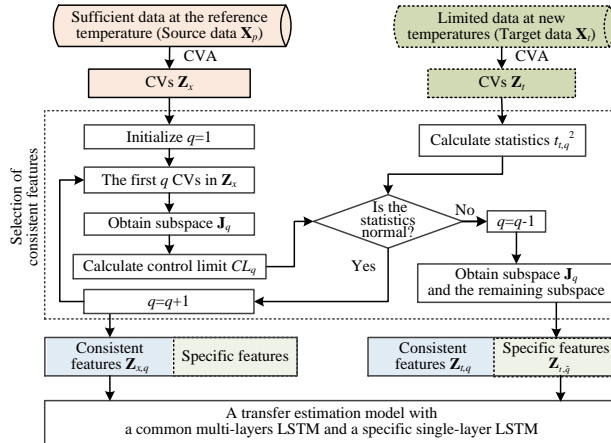 Sufficient data at the reference
temperature (Source data X_p)
Limited data at new
temperatures (Target data X_t)
CVA
CVA
CVs Z_x
CVs Z_t
Selection of
consistent features
Initialize q=1
Calculate statistics t_{t,q}^2
The first q CVs in Z_x
Obtain subspace J_q
Calculate control limit CL_q
Is the
statistics
normal?
No
Yes
q=q-1
q=q+1
Obtain subspace J_q
and the remaining subspace
Consistent
features Z_{x,q}
Specific features
Consistent
features Z_{t,q}
Specific features
Z_{t,q̃}
A transfer estimation model with
a common multi-layers LSTM and a specific single-layer LSTM